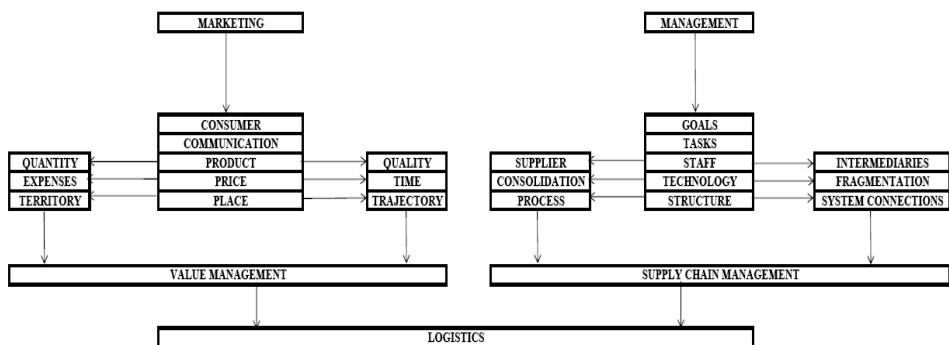 MARKETING
MANAGEMENT
CONSUMER
COMMUNICATION
PRODUCT
PRICE
PLACE
QUANTITY
EXPENSES
TERRITORY
QUALITY
TIME
TRAJECTORY
GOALS
TASKS
STAFF
TECHNOLOGY
STRUCTURE
SUPPLIER
CONSOLIDATION
PROCESS
INTERMEDIARIES
FRAGMENTATION
SYSTEM CONNECTIONS
VALUE MANAGEMENT
SUPPLY CHAIN MANAGEMENT
LOGISTICS